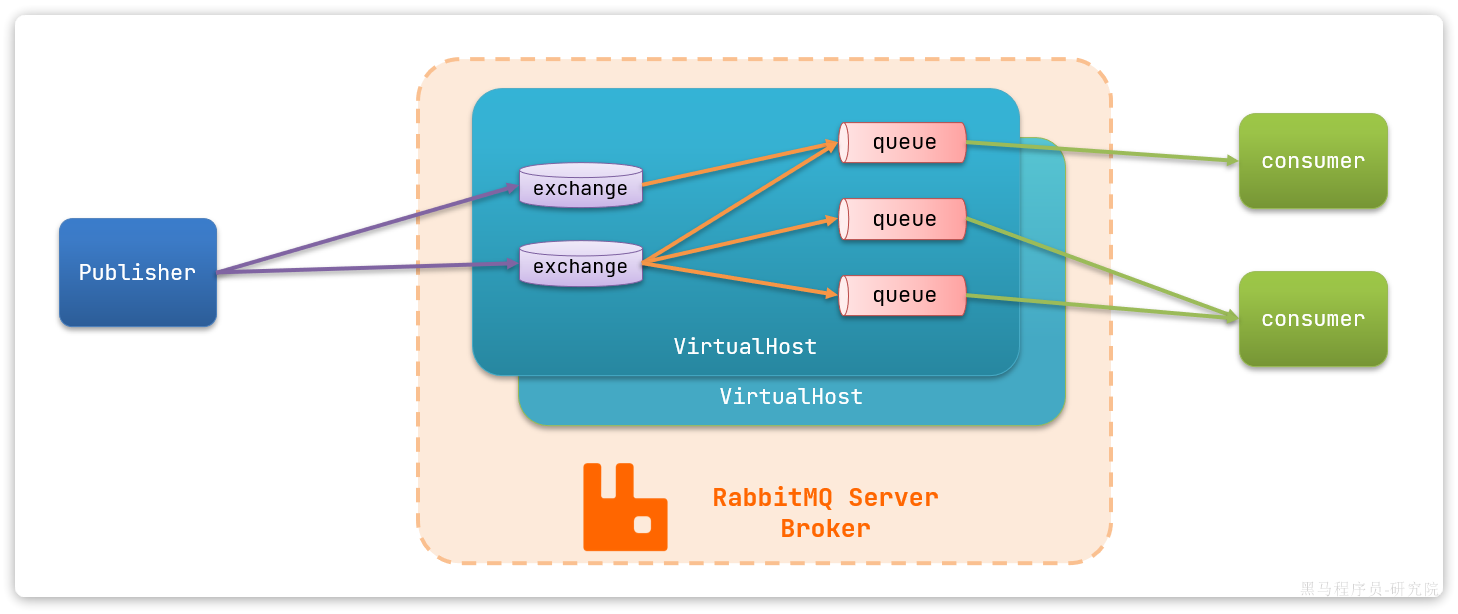 Publisher
exchange
exchange
queue
queue
queue
VirtualHost
VirtualHost
RabbitMQ Server
Broker
consumer
consumer
黑马程序员-研究院